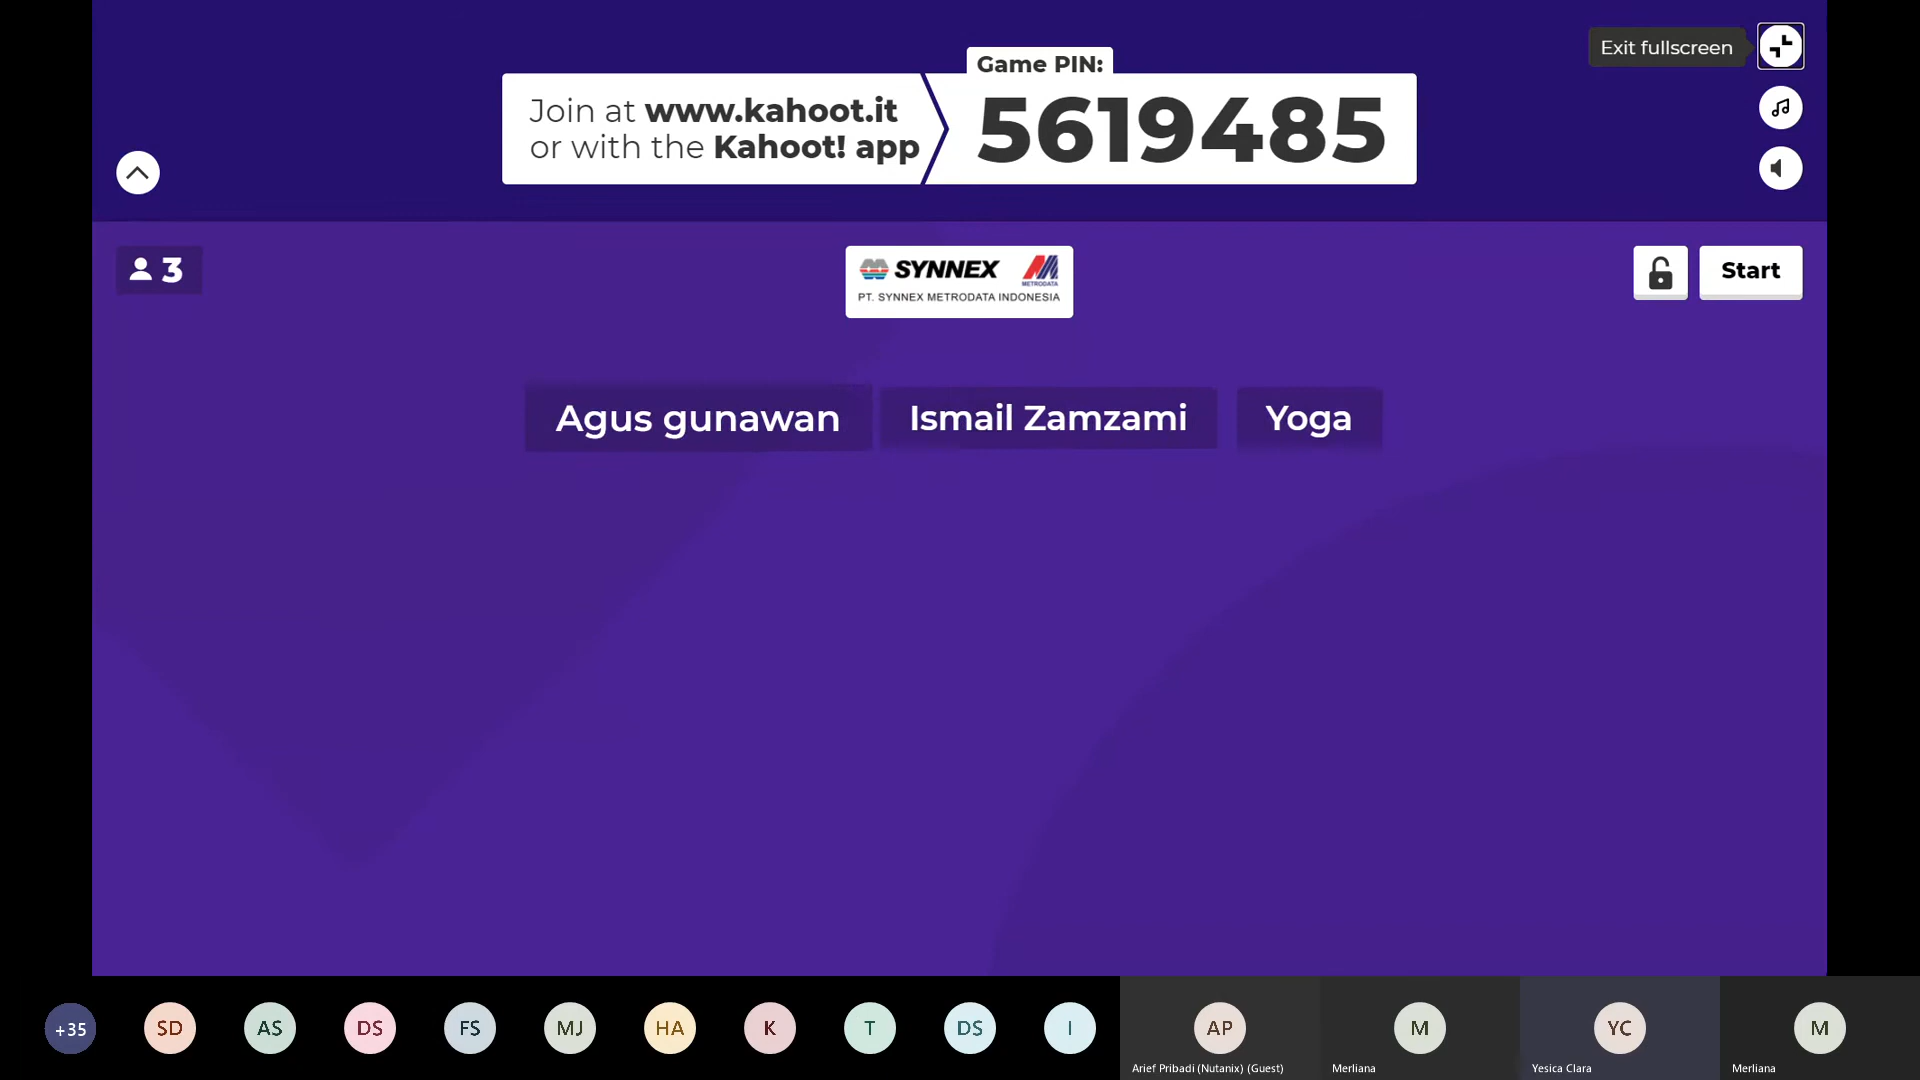 Exit fullscreen
Game PIN:
Join at www.kahoot.it
or with the Kahoot! app
5619485
3
SYNNEX
METRODATA
PT. SYNNEX METRODATA INDONESIA
Start
Agus gunawan
Ismail Zamzami
Yoga
+35
SD
AS
DS
FS
MJ
HA
K
T
DS
I
AP
M
YC
M
Arief Pribadi (Nutanix) (Guest)
Merliana
Yesica Clara
Merliana